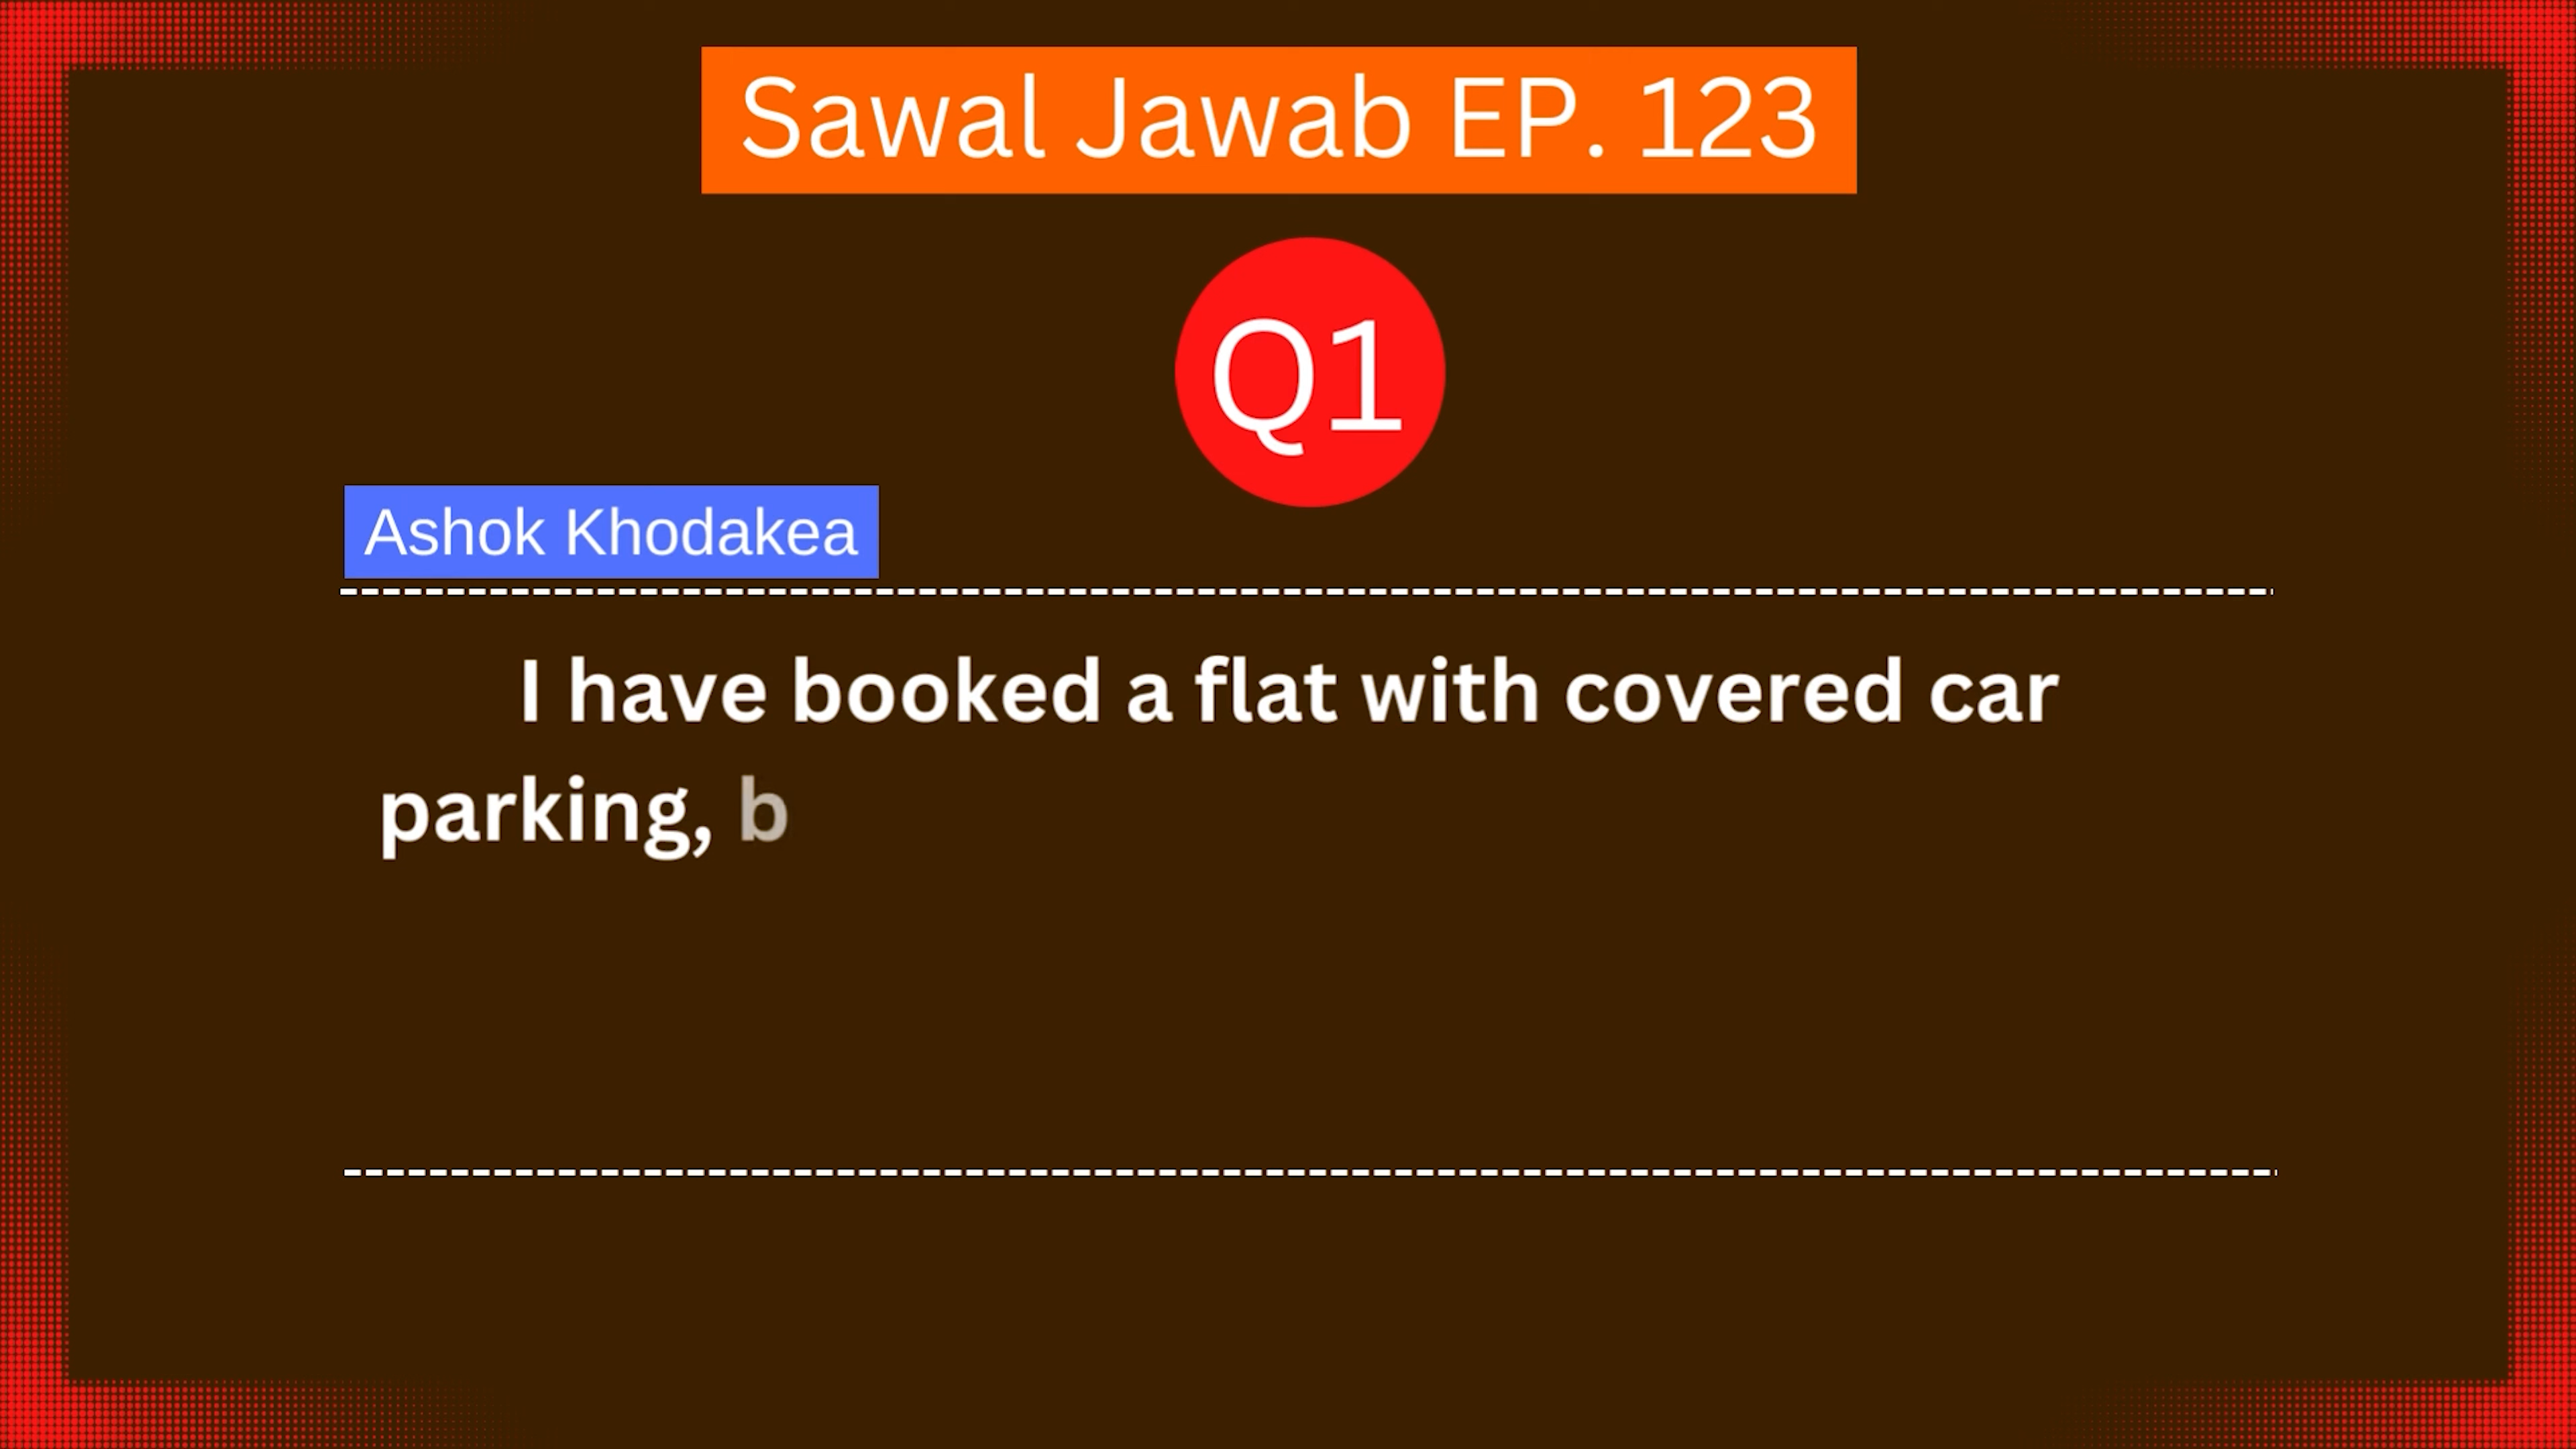 Sawal Jawab EP. 123
Q1
Ashok Khodakea
I have booked a flat with covered car
parking, b